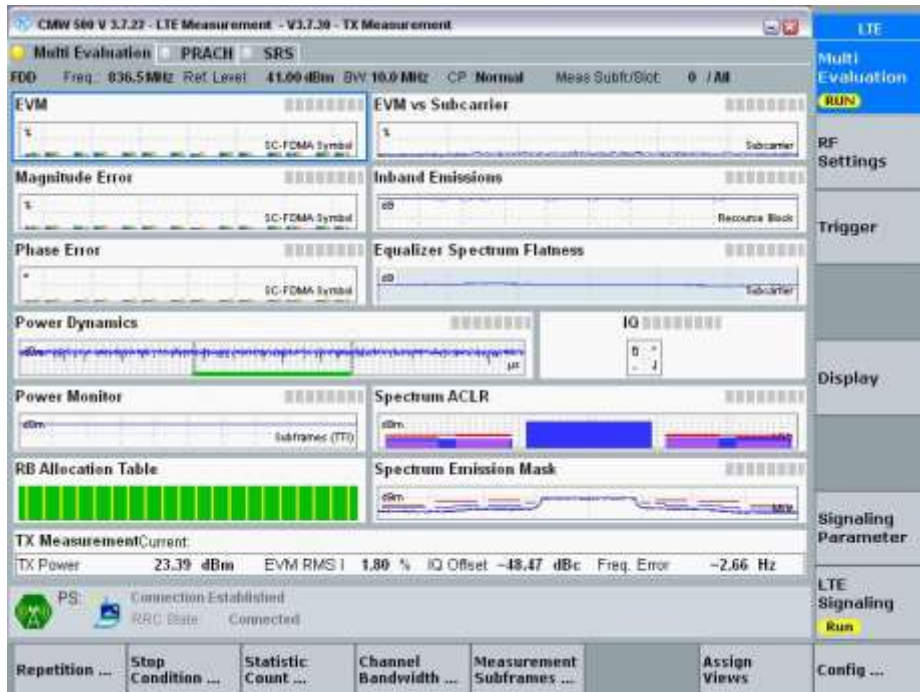 CMW 500 V 3.7.22 - LTE Measurement - V3.7.30 - TX Measurement
LTE
Multi Evaluation PRACH SRS
Multi
Evaluation
RUN
FDD Freq.: 836.5 MHz Ref. Level: 41.00 dBm BW: 10.0 MHz CP: Normal Meas Subfr./Slot: 0 / All
EVM
%
SC-FDMA Symbol
EVM vs Subcarrier
%
Subcarrier
RF
Settings
Magnitude Error
%
SC-FDMA Symbol
Inband Emissions
dB
Resource Block
Trigger
Phase Error
°
SC-FDMA Symbol
Equalizer Spectrum Flatness
dB
Subcarrier
Power Dynamics
dBm
µs
IQ
Display
Power Monitor
dBm
Subframes (TTI)
Spectrum ACLR
dBm
RB Allocation Table
Spectrum Emission Mask
dBm
MHz
Signaling
Parameter
TX Measurement Current:
TX Power 23.39 dBm EVM RMS l 1.80 % IQ Offset -48.47 dBc Freq. Error -2.66 Hz
PS: Connection Established
RRC State Connected
LTE
Signaling
Run
Repetition ...
Stop
Condition ...
Statistic
Count ...
Channel
Bandwidth ...
Measurement
Subframes ...
Assign
Views
Config ...